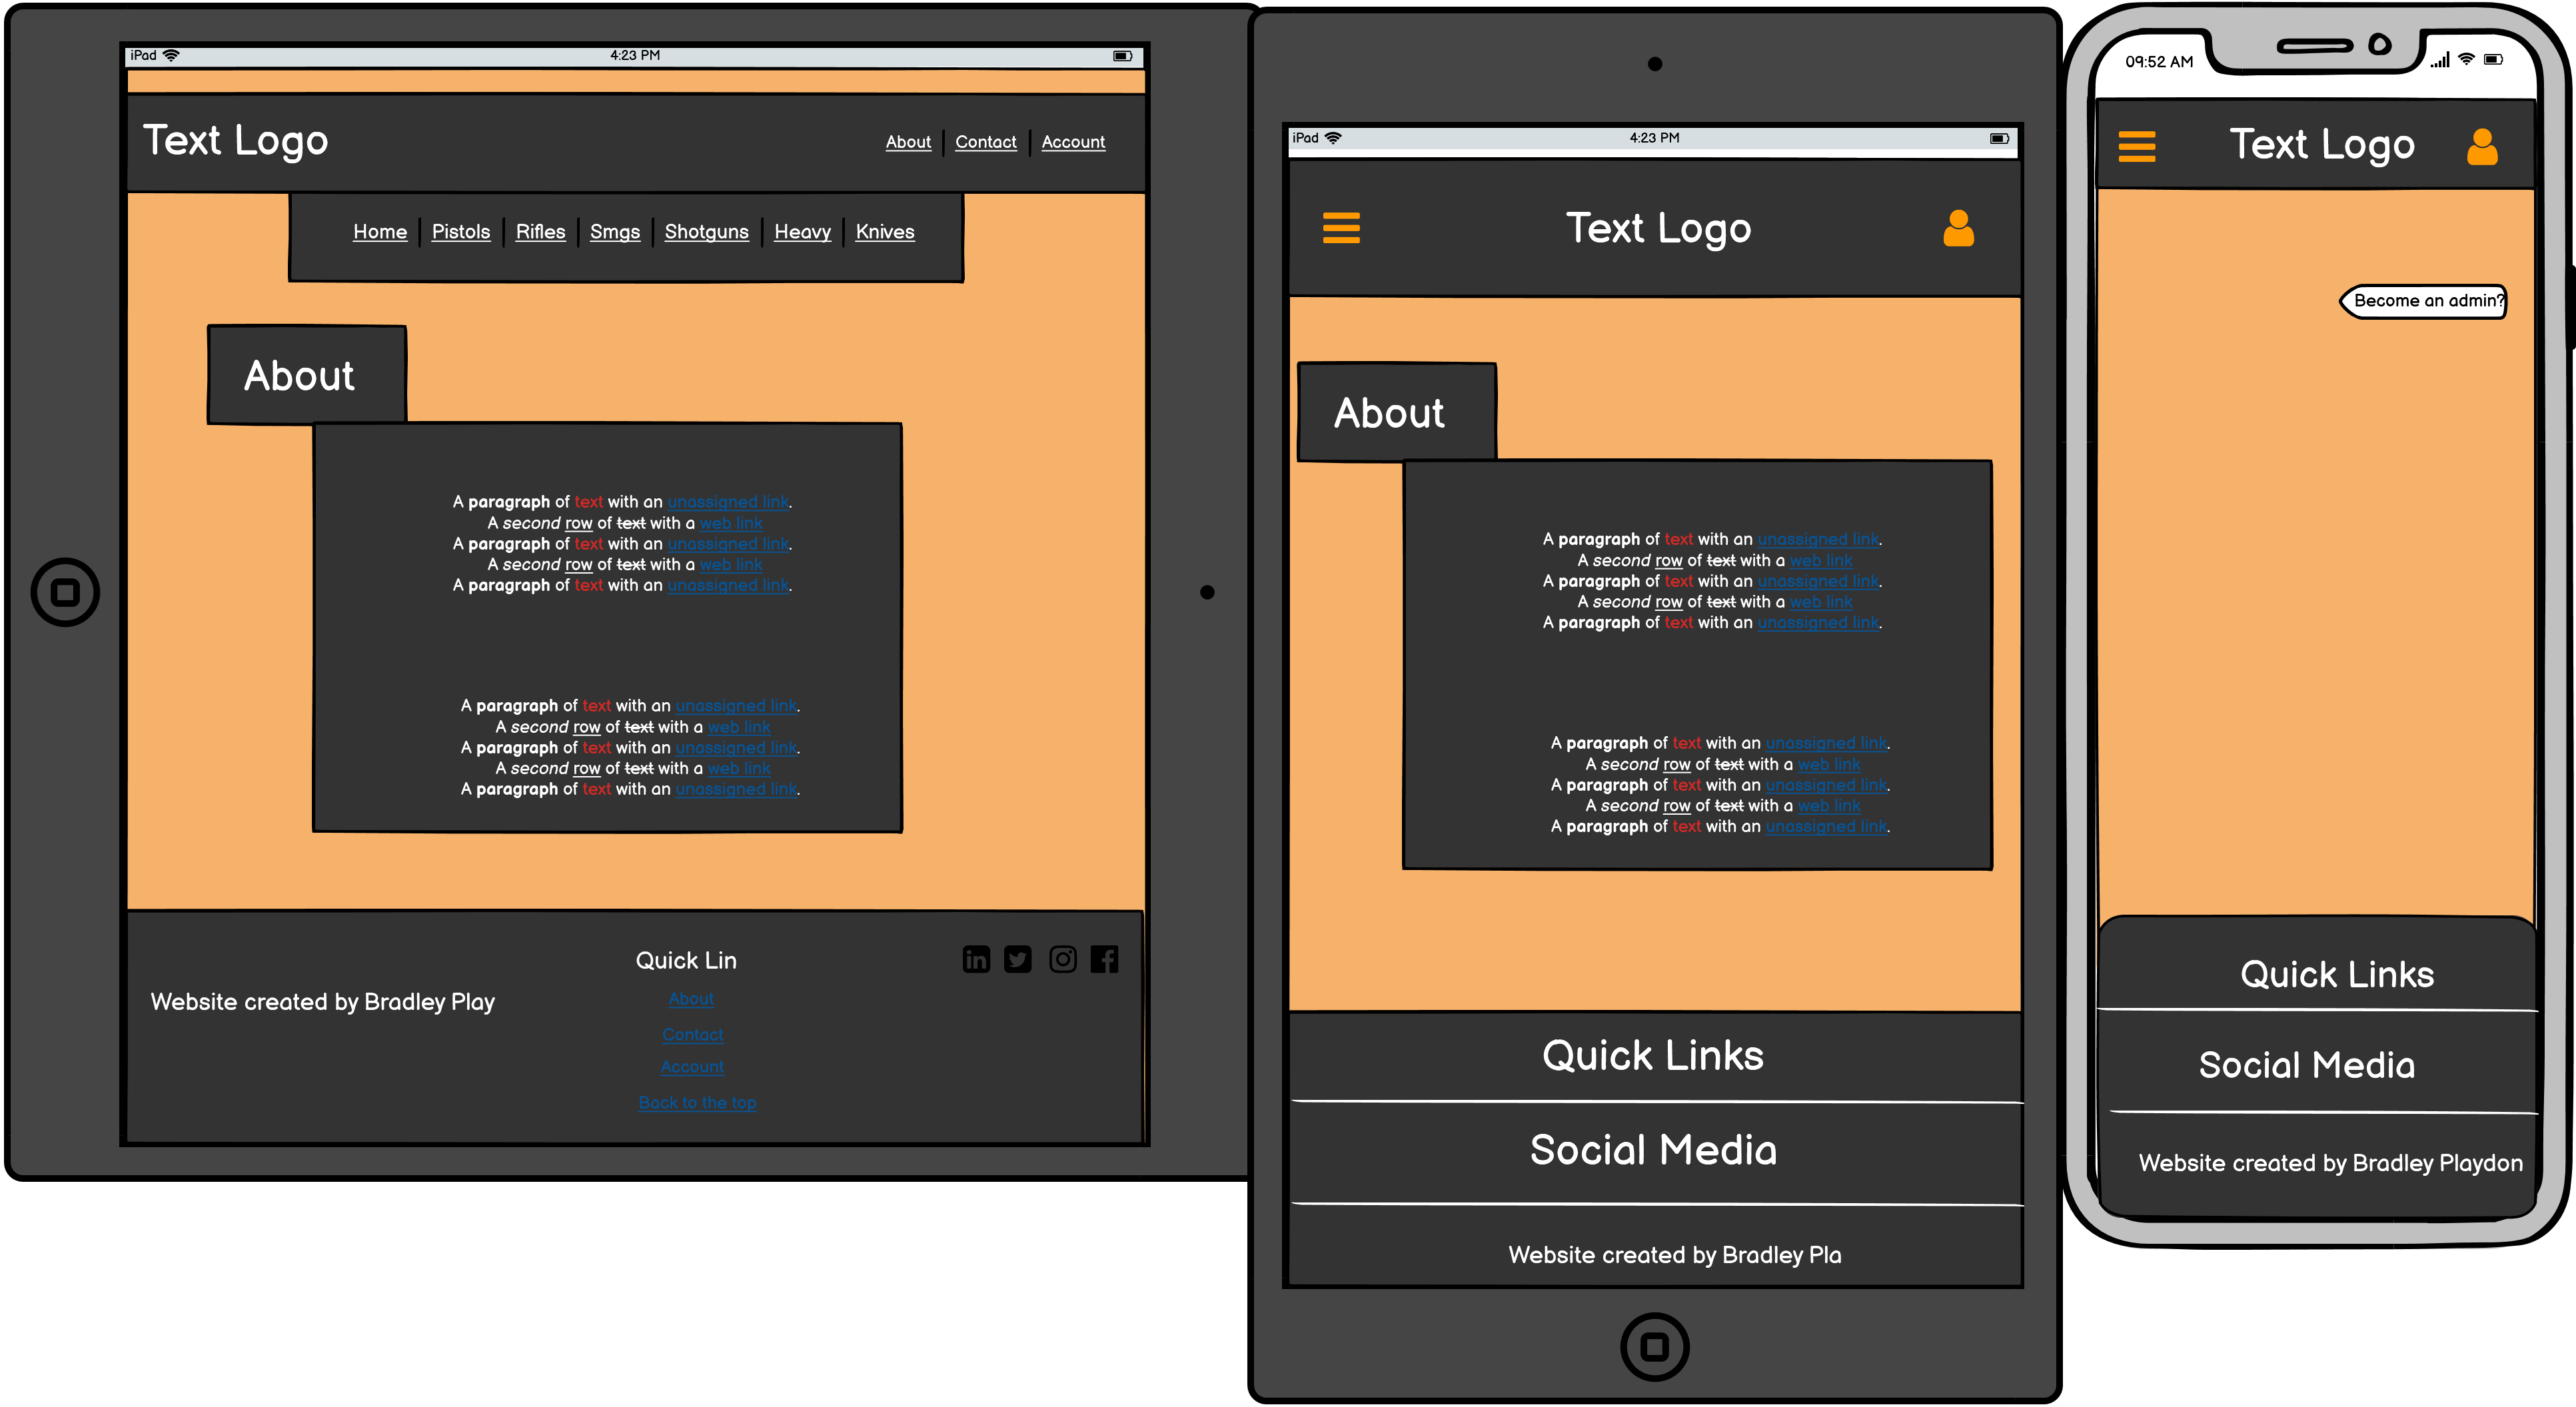 iPad 4:23 PM
Text Logo
About Contact Account
Home Pistols Rifles Smgs Shotguns Heavy Knives
About
A paragraph of text with an unassigned link.
A second row of text with a web link
A paragraph of text with an unassigned link.
A second row of text with a web link
A paragraph of text with an unassigned link.
A paragraph of text with an unassigned link.
A second row of text with a web link
A paragraph of text with an unassigned link.
A second row of text with a web link
A paragraph of text with an unassigned link.
Website created by Bradley Play
Quick Lin
About
Contact
Account
Back to the top
in
iPad 4:23 PM
Text Logo
About
A paragraph of text with an unassigned link.
A second row of text with a web link
A paragraph of text with an unassigned link.
A second row of text with a web link
A paragraph of text with an unassigned link.
A paragraph of text with an unassigned link.
A second row of text with a web link
A paragraph of text with an unassigned link.
A second row of text with a web link
A paragraph of text with an unassigned link.
Quick Links
Social Media
Website created by Bradley Pla
09:52 AM
Text Logo
Become an admin?
Quick Links
Social Media
Website created by Bradley Playdon